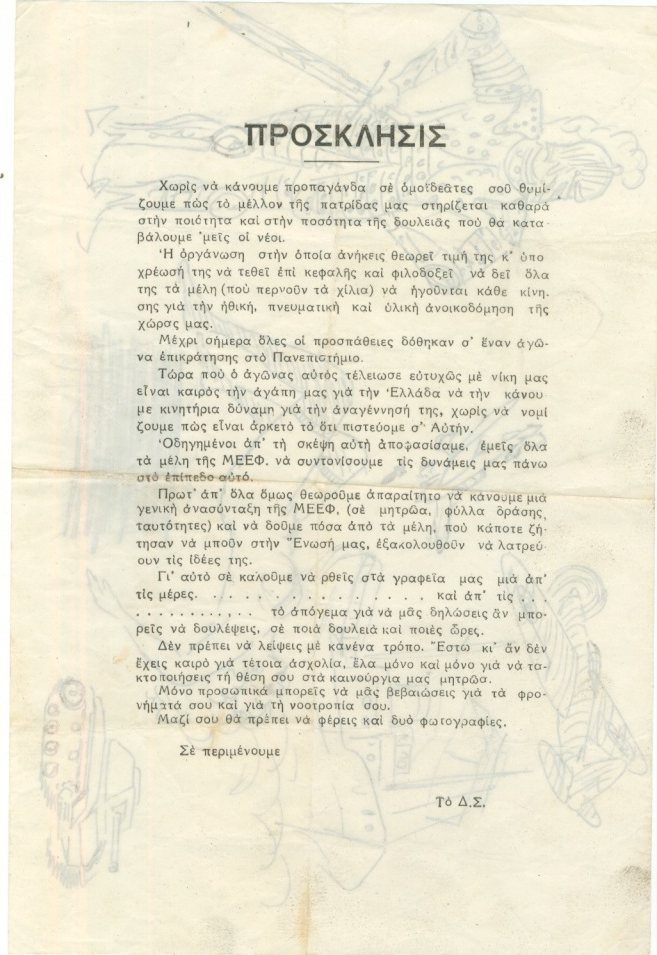 ΠΡΟΣΚΛΗΣΙΣ
Χωρὶς νὰ κάνουμε προπαγάνδα σὲ ὁμοϊδεάτες σοῦ θυμί-
ζουμε πὼς τὸ μέλλον τῆς πατρίδας μας στηρίζεται καθαρὰ
στὴν ποιότητα καὶ στὴν ποσότητα τῆς δουλειᾶς ποὺ θα κατα-
βάλουμε 'μεῖς οἱ νέοι.
Ἡ ὀργάνωση στὴν ὁποία ἀνήκεις θεωρεῖ τιμή της κ' ὑπο
χρέωσή της νὰ τεθεῖ ἐπὶ κεφαλῆς καὶ φιλοδοξεῖ νὰ δεῖ ὅλα
της τὰ μέλη (ποὺ περνοῦν τὰ χίλια) νὰ ἡγοῦνται κάθε κίνη.
σης γιὰ τὴν ἠθική, πνευματικὴ καὶ ὑλικὴ ἀνοικοδόμηση τῆς
χώρας μας.
Μέχρι σήμερα ὅλες οἱ προσπάθειες δόθηκαν σ' ἕναν ἀγῶ-
να ἐπικράτησης στὸ Πανεπιστήμιο.
Τώρα ποὺ ὁ ἀγῶνας αὐτὸς τέλειωσε εὐτυχῶς μὲ νίκη μας
εἶναι καιρὸς τὴν ἀγάπη μας γιὰ τὴν Ἑλλάδα νὰ τὴν κάνου
με κινητήρια δύναμη γιὰ τὴν ἀναγέννησή της, χωρὶς νὰ νομί
ζουμε πὼς εἶναι ἀρκετὸ τὸ ὅτι πιστεύομε σ' Αὐτήν.
Ὁδηγημένοι ἀπ' τὴ σκέψη αὐτὴ ἀποφασίσαμε, ἐμεῖς ὅλα
τὰ μέλη τῆς ΜΕΕΦ. νὰ συντονίσουμε τὶς δυνάμεις μας πάνω
στὸ ἐπίπεδο αὐτό.
Πρωτ' ἀπ' ὅλα ὅμως θεωροῦμε ἀπαραίτητο νὰ κάνουμε μιὰ
γενικὴ ἀνασύνταξη τῆς ΜΕΕΦ, (σὲ μητρῶα, φύλλα δράσης,
ταυτότητες) καὶ νὰ δοῦμε πόσα ἀπὸ τὰ μέλη, ποὺ κάποτε ζή-
τησαν νὰ μποῦν στὴν Ἕνωσή μας, ἐξακολουθοῦν νὰ λατρεύ-
ουν τὶς ἰδέες της.
Γι' αὐτὸ σὲ καλοῦμε νὰ ρθεῖς στὰ γραφεῖα μας μιὰ ἀπ'
τὶς μέρες. . . . . . . . . . . . . . . . καὶ ἀπ' τὶς . . .
. . . . . . . . . , . . τὸ ἀπόγεμα γιὰ νὰ μᾶς δηλώσεις ἂν μπο-
ρεῖς νὰ δουλέψεις, σὲ ποιὰ δουλειὰ καὶ ποιὲς ὧρες.
Δὲν πρέπει νὰ λείψεις μὲ κανένα τρόπο. Ἔστω κι' ἂν δὲν
ἔχεις καιρὸ γιὰ τέτοια ἀσχολία, ἔλα μόνο καὶ μόνο γιὰ νὰ τα-
κτοποιήσεις τὴ θέση σου στὰ καινούργια μας μητρῶα.
Μόνο προσωπικὰ μπορεῖς νὰ μᾶς βεβαιώσεις γιὰ τὰ φρο-
νήματά σου καὶ γιὰ τὴ νοοτροπία σου.
Μαζί σου θὰ πρέπει νὰ φέρεις καὶ δυὸ φωτογραφίες.
Σὲ περιμένουμε
Τὸ Δ.Σ.